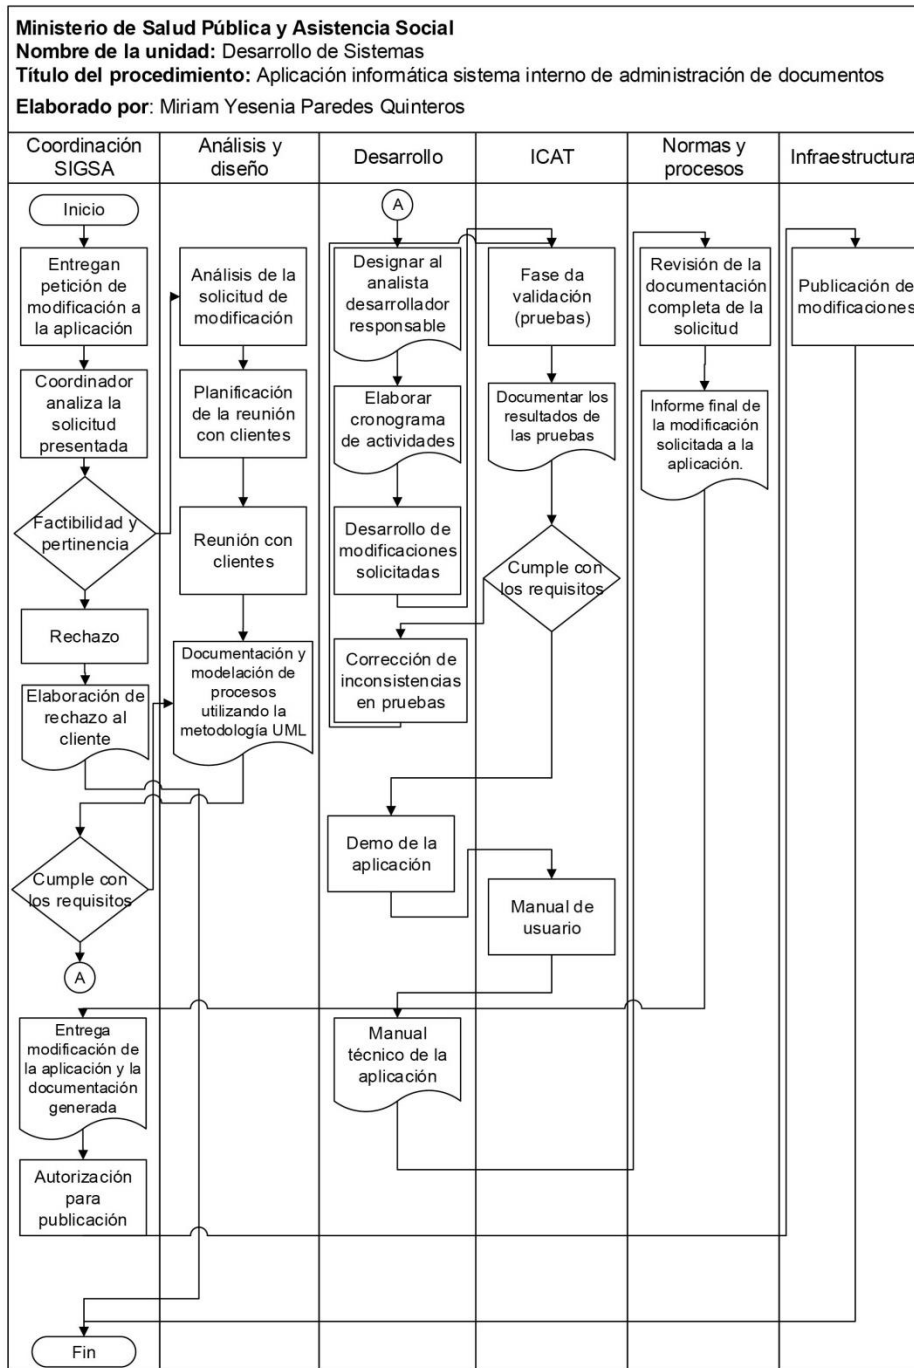 Ministerio de Salud Pública y Asistencia Social
Nombre de la unidad: Desarrollo de Sistemas
Título del procedimiento: Aplicación informática sistema interno de administración de documentos
Elaborado por: Miriam Yesenia Paredes Quinteros
Coordinación
SIGSA
Análisis y
diseño
Desarrollo
ICAT
Normas y
procesos
Infraestructura
Inicio
Entregan
petición de
modificación a
la aplicación
Coordinador
analiza la
solicitud
presentada
Factibilidad y
pertinencia
Rechazo
Elaboración de
rechazo al
cliente
Cumple con
los requisitos
A
Entrega
modificación de
la aplicación y la
documentación
generada
Autorización
para
publicación
Fin
Análisis de la
solicitud de
modificación
Planificación
de la reunión
con clientes
Reunión con
clientes
Documentación y
modelación de
procesos
utilizando la
metodología UML
A
Designar al
analista
desarrollador
responsable
Elaborar
cronograma
de actividades
Desarrollo de
modificaciones
solicitadas
Corrección de
inconsistencias
en pruebas
Demo de la
aplicación
Manual
técnico de la
aplicación
Fase da
validación
(pruebas)
Documentar los
resultados de
las pruebas
Cumple con
los requisitos
Manual de
usuario
Revisión de la
documentación
completa de la
solicitud
Informe final de
la modificación
solicitada a la
aplicación.
Publicación de
modificaciones